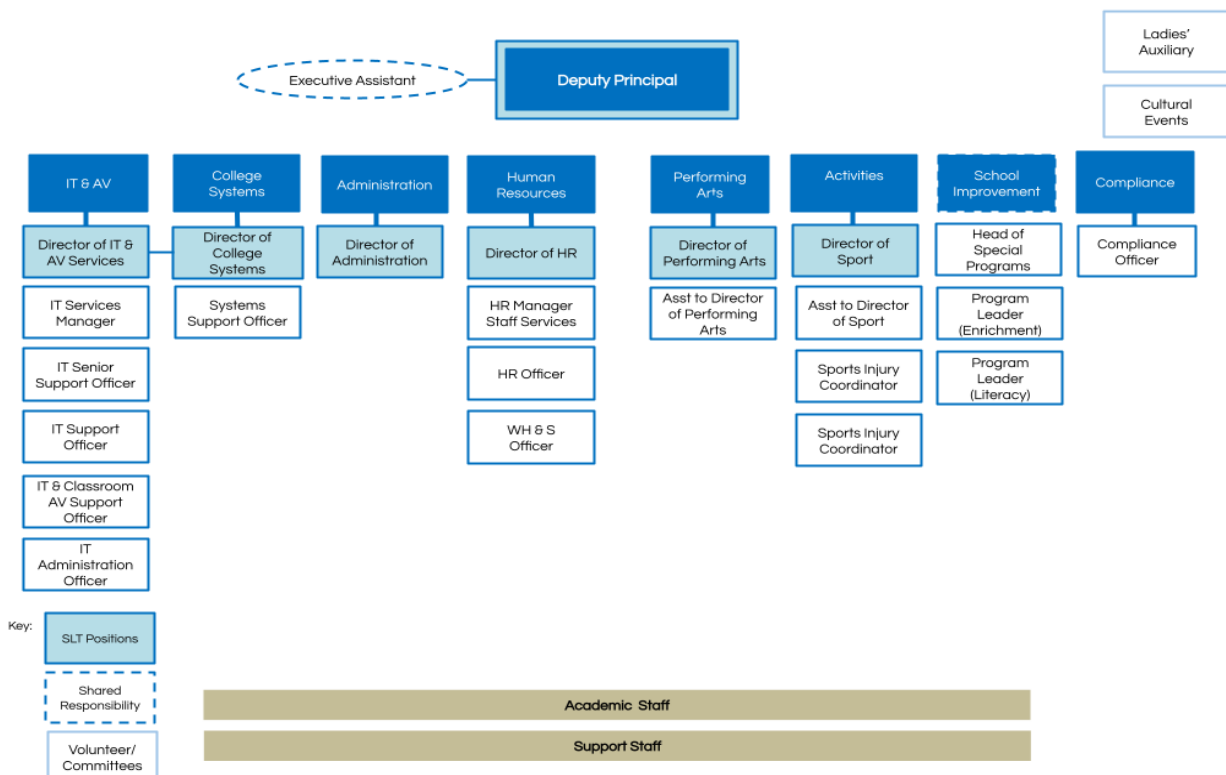 Ladies'
Auxiliary
Executive Assistant
Deputy Principal
Cultural
Events
IT & AV
College
Systems
Administration
Human
Resources
Performing
Arts
Activities
School
Improvement
Compliance
Director of IT &
AV Services
Director of
College
Systems
Director of
Administration
Director of HR
Director of
Performing Arts
Director of
Sport
Head of
Special
Programs
Compliance
Officer
IT Services
Manager
Systems
Support Officer
HR Manager
Staff Services
Asst to Director
of Performing
Arts
Asst to Director
of Sport
Program
Leader
(Enrichment)
IT Senior
Support Officer
HR Officer
Sports Injury
Coordinator
Program
Leader
(Literacy)
IT Support
Officer
WH & S
Officer
Sports Injury
Coordinator
IT & Classroom
AV Support
Officer
IT
Administration
Officer
Key:
SLT Positions
Shared
Responsibility
Volunteer/
Committees
Academic Staff
Support Staff